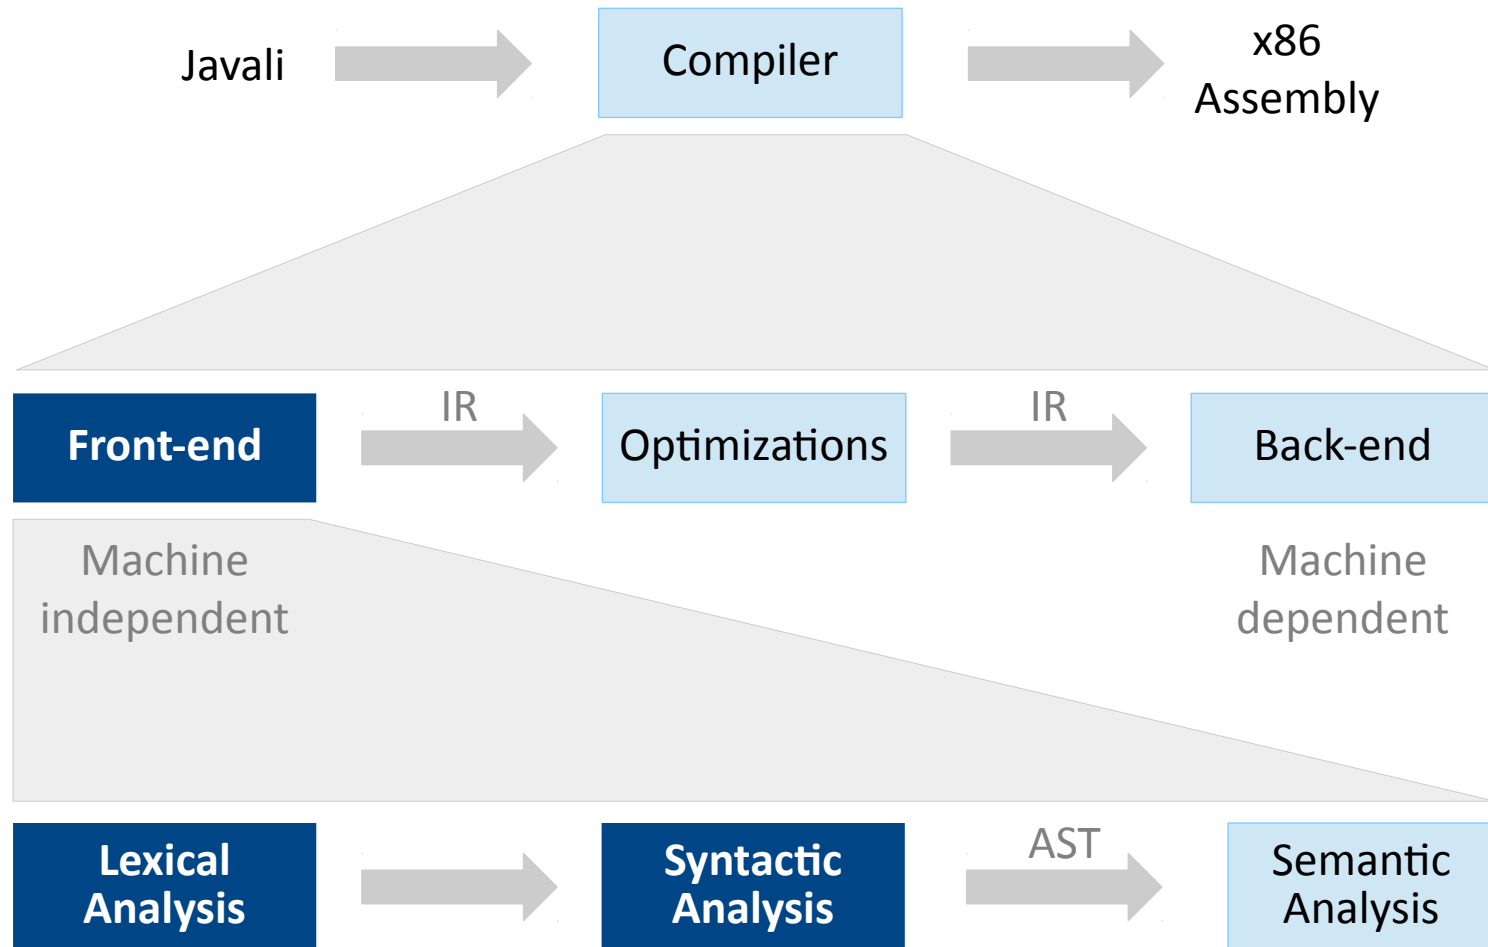 Javali
Compiler
x86
Assembly
IR
IR
Front-end
Optimizations
Back-end
Machine
independent
Machine
dependent
Lexical
Analysis
Syntactic
Analysis
AST
Semantic
Analysis